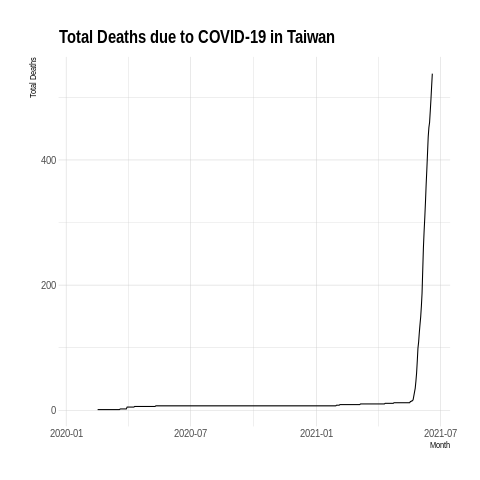 Total Deaths due to COVID-19 in Taiwan
Total Deaths
400
200
0
2020-01 2020-07 2021-01 2021-07
Month